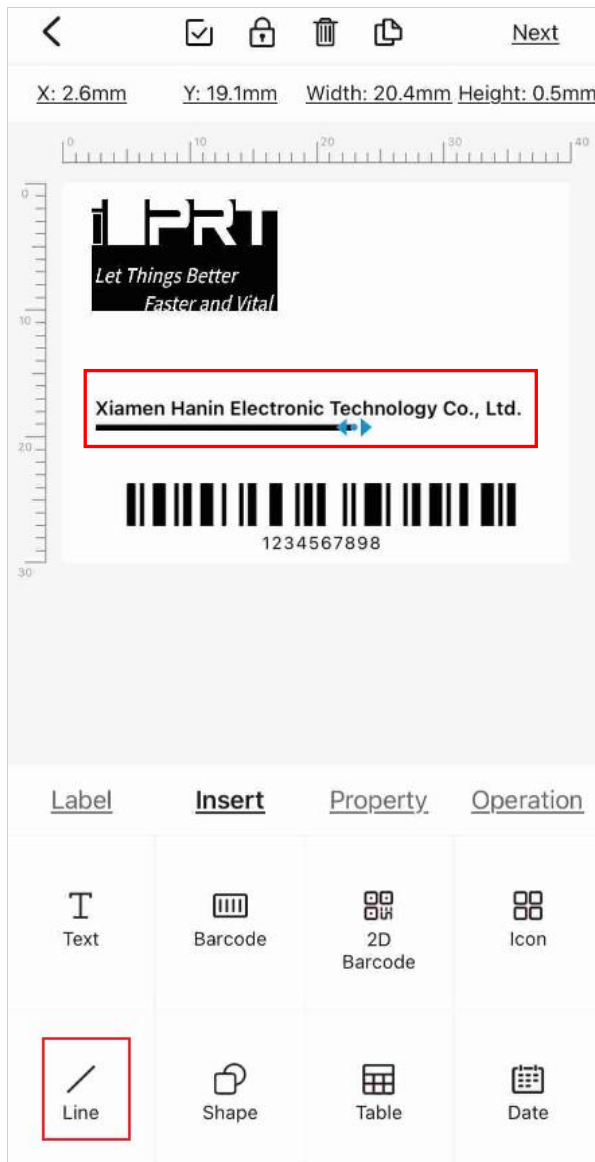 Next
X: 2.6mm Y: 19.1mm Width: 20.4mm Height: 0.5mm
0 10 20 30 40
0
iLPRT
Let Things Better
Faster and Vital
10
Xiamen Hanin Electronic Technology Co., Ltd.
20
1234567898
30
Label Insert Property Operation
Text Barcode 2D Barcode Icon
Line Shape Table Date